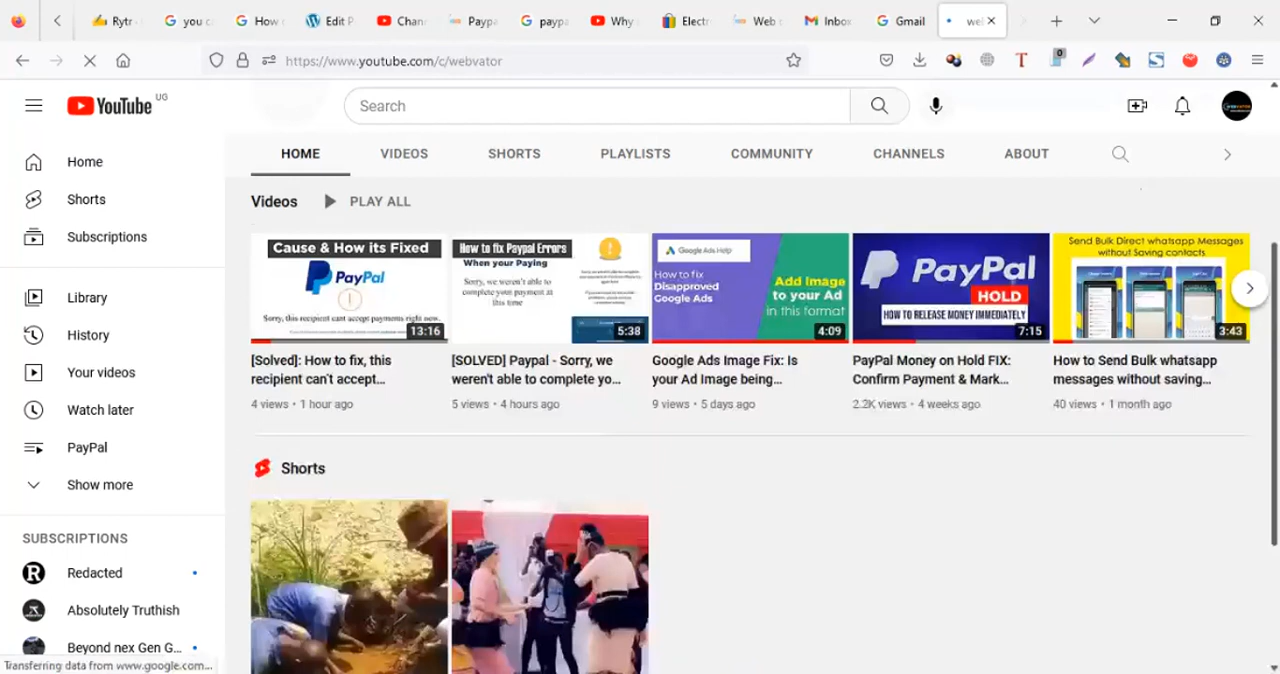 Rytr
you c
How
Edit P
Chan
Paypa
payp
Why
Electr
Web
Inbo
Gmail
we
https://www.youtube.com/c/webvator
T
0
S
YouTube UG
Search
HOME VIDEOS SHORTS PLAYLISTS COMMUNITY CHANNELS ABOUT
Home
Shorts
Subscriptions
Library
History
Your videos
Watch later
PayPal
Show more
SUBSCRIPTIONS
Redacted
Absolutely Truthish
Beyond nex Gen G...
Transferring data from www.google.com...
Videos PLAY ALL
Cause & How its Fixed
PayPal
Sorry, this recipient can't accept payments right now.
13:16
[Solved]: How to fix, this
recipient can't accept...
4 views • 1 hour ago
How to fix Paypal Errors
When your Paying
Sorry, we weren't able to
complete your payment at
this time
5:38
[SOLVED] Paypal - Sorry, we
weren't able to complete yo...
5 views • 4 hours ago
Google Ads Help
How to fix
Disapproved
Google Ads
Add Image
to your Ad
in this format
4:09
Google Ads Image Fix: Is
your Ad Image being...
9 views • 5 days ago
PayPal
HOLD
HOW TO RELEASE MONEY IMMEDIATELY
7:15
PayPal Money on Hold FIX:
Confirm Payment & Mark...
2.2K views • 4 weeks ago
Send Bulk Direct whatsapp Messages
without Saving contacts
3:43
How to Send Bulk whatsapp
messages without saving...
40 views • 1 month ago
Shorts